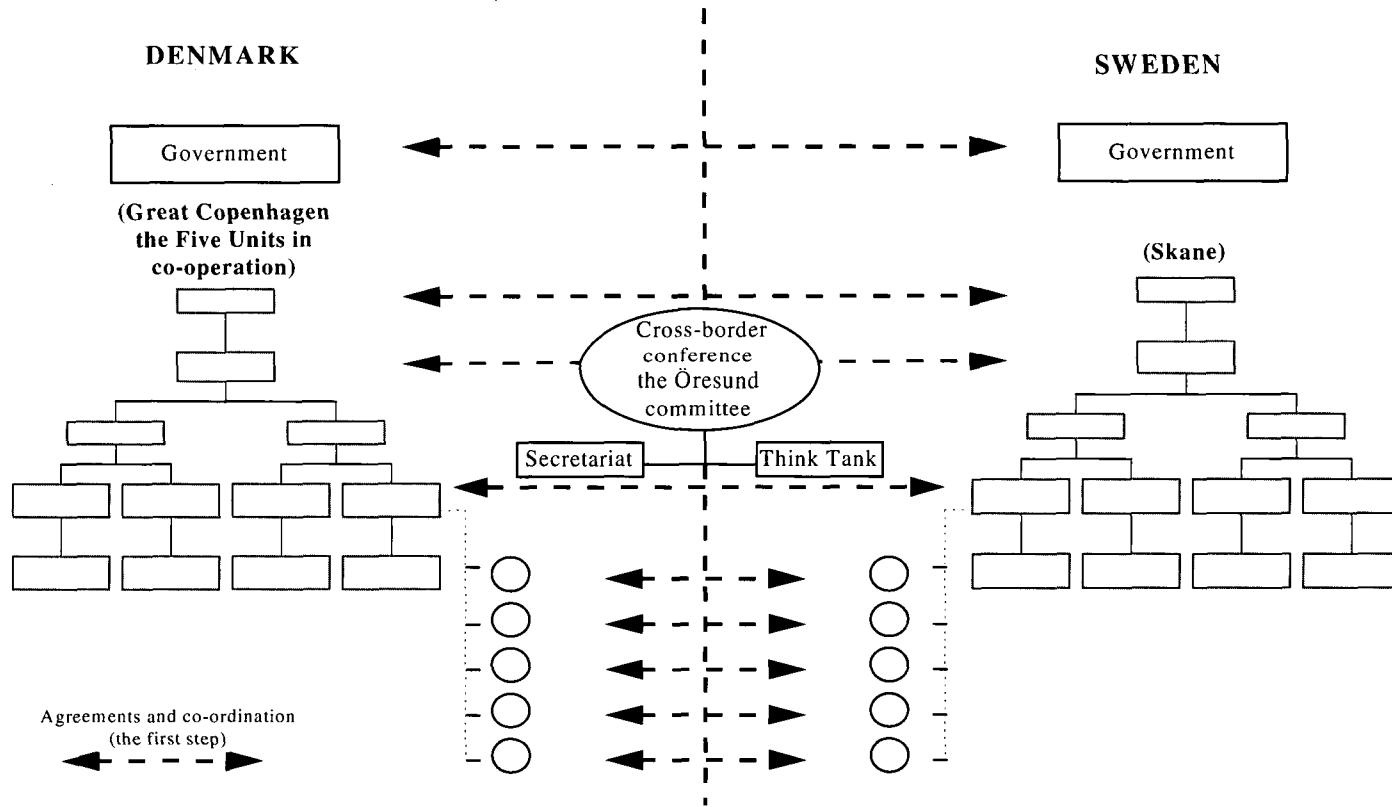 DENMARK
SWEDEN
Government
Government
(Great Copenhagen
the Five Units in
co-operation)
(Skane)
Cross-border
conference
the Öresund
committee
Secretariat
Think Tank
Agreements and co-ordination
(the first step)